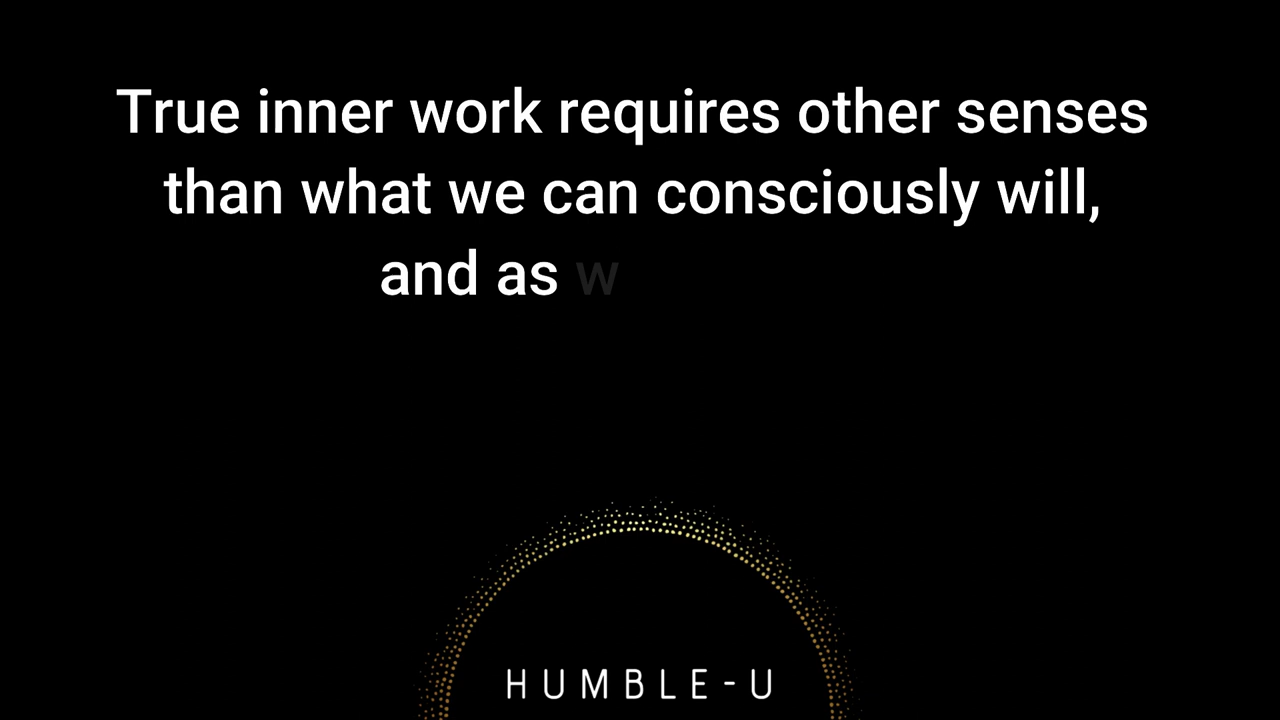 True inner work requires other senses
than what we can consciously will,
and as w
HUMBLE-U